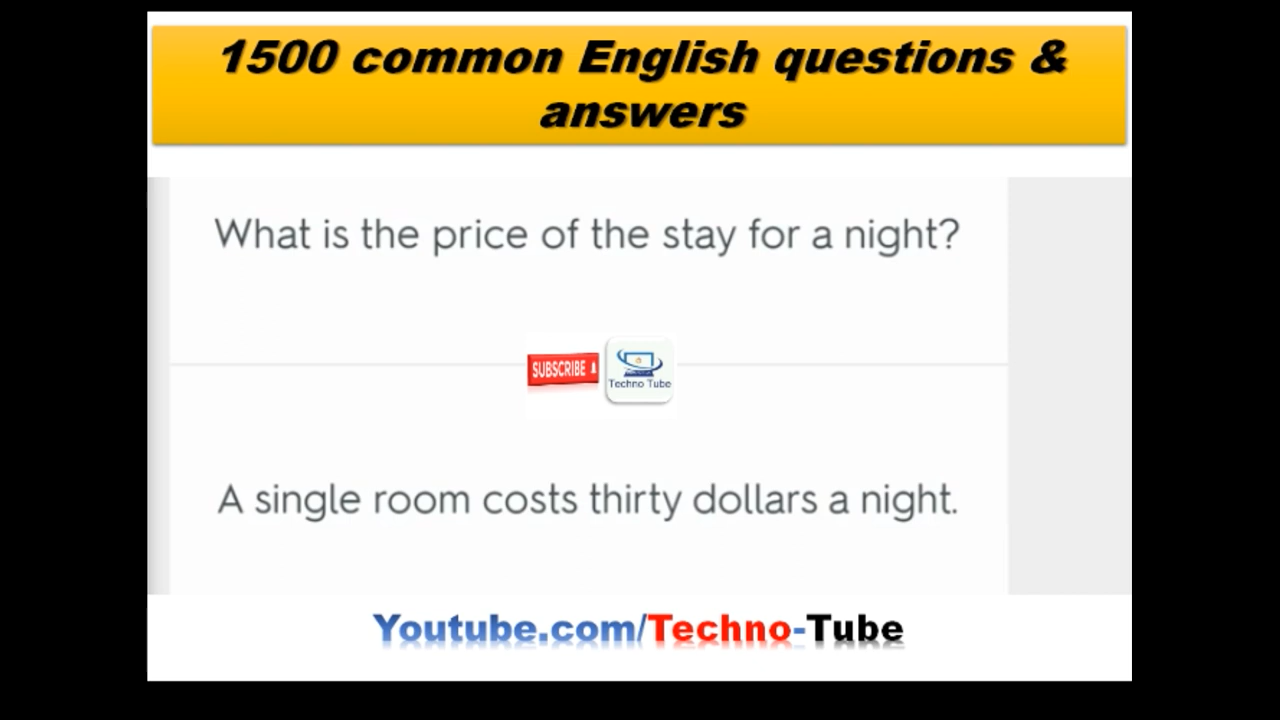 1500 common English questions &
answers
What is the price of the stay for a night?
SUBSCRIBE
Techno Tube
A single room costs thirty dollars a night.
Youtube.com/Techno-Tube